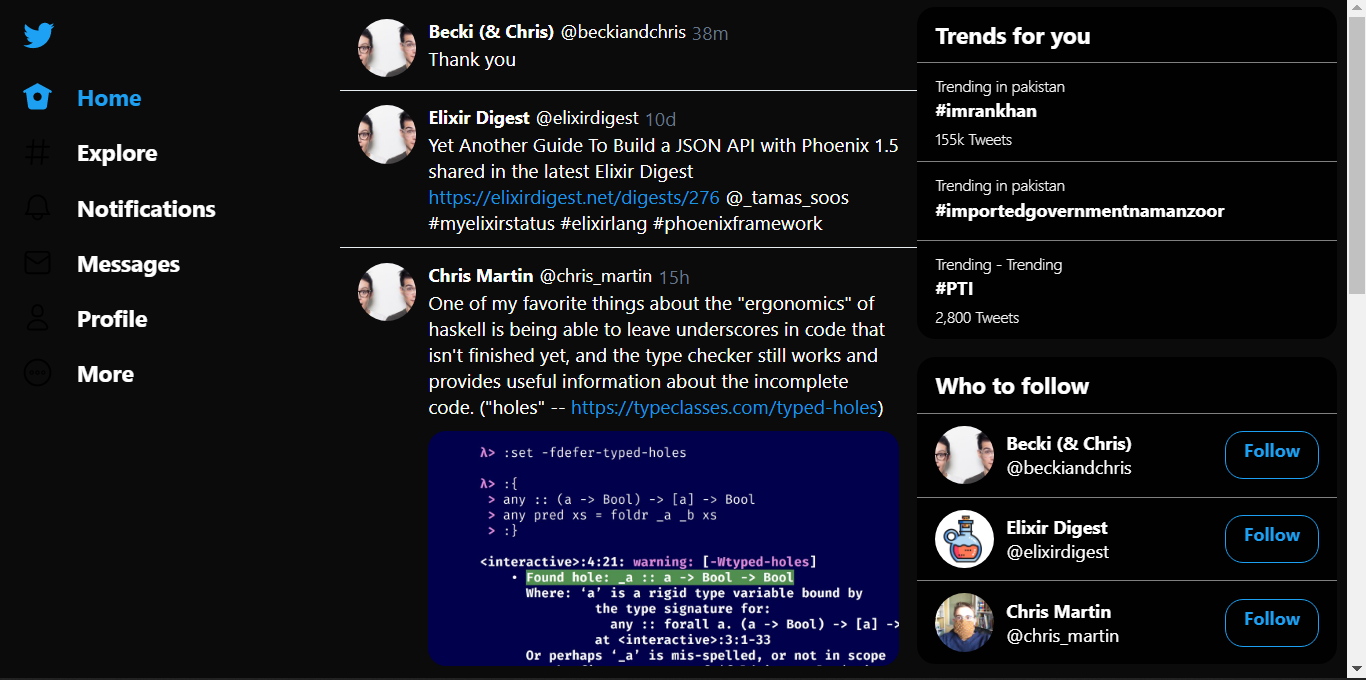 Home
Explore
Notifications
Messages
Profile
More
Becki (& Chris) @beckiandchris 38m
Thank you
Elixir Digest @elixirdigest 10d
Yet Another Guide To Build a JSON API with Phoenix 1.5
shared in the latest Elixir Digest
https://elixirdigest.net/digests/276 @_tamas_soos
#myelixirstatus #elixirlang #phoenixframework
Chris Martin @chris_martin 15h
One of my favorite things about the "ergonomics" of
haskell is being able to leave underscores in code that
isn't finished yet, and the type checker still works and
provides useful information about the incomplete
code. ("holes" -- https://typeclasses.com/typed-holes)
λ> :set -fdefer-typed-holes
λ> :{
> any :: (a -> Bool) -> [a] -> Bool
> any pred xs = foldr _a _b xs
> :}
<interactive>:4:21: warning: [-Wtyped-holes]
• Found hole: _a :: a -> Bool -> Bool
Where: ‘a’ is a rigid type variable bound by
the type signature for:
any :: forall a. (a -> Bool) -> [a] ->
at <interactive>:3:1-33
Or perhaps ‘_a’ is mis-spelled, or not in scope
Trends for you
Trending in pakistan
#imrankhan
155k Tweets
Trending in pakistan
#importedgovernmentnamanzoor
Trending - Trending
#PTI
2,800 Tweets
Who to follow
Becki (& Chris)
@beckiandchris
Follow
Elixir Digest
@elixirdigest
Follow
Chris Martin
@chris_martin
Follow